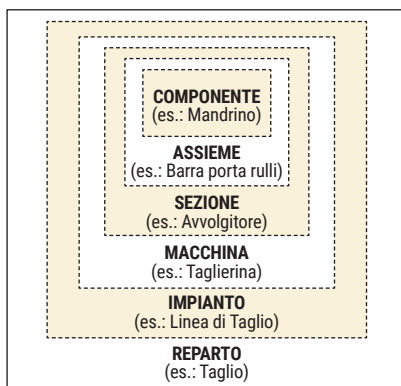 COMPONENTE
(es.: Mandrino)
ASSIEME
(es.: Barra porta rulli)
SEZIONE
(es.: Avvolgitore)
MACCHINA
(es.: Taglierina)
IMPIANTO
(es.: Linea di Taglio)
REPARTO
(es.: Taglio)